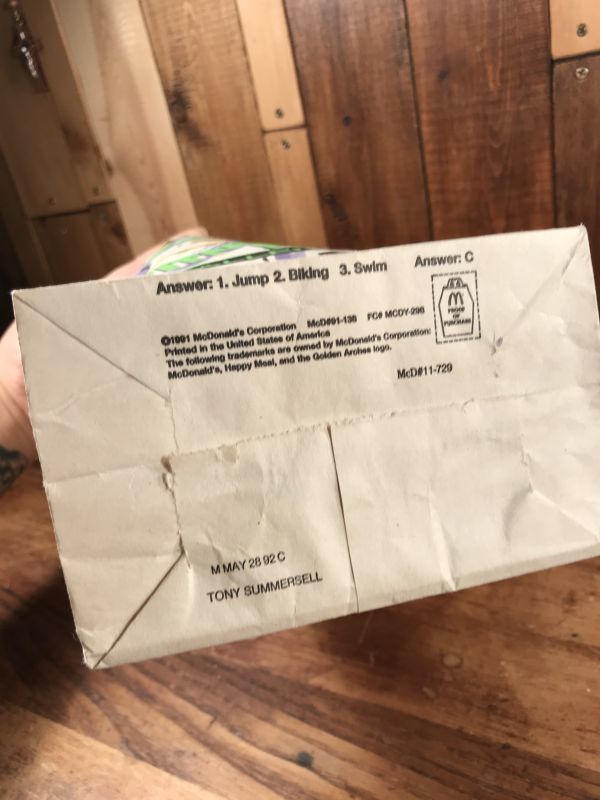 Answer: 1. Jump 2. Biking 3. Swim
Answer: C
©1991 McDonald's Corporation McD#91-138 FC# MCDY-298
Printed in the United States of America
The following trademarks are owned by McDonald's Corporation:
McDonald's, Happy Meal, and the Golden Arches logo.
PROOF
OF
PURCHASE
McD#11-729
M MAY 28 92 C
TONY SUMMERSELL